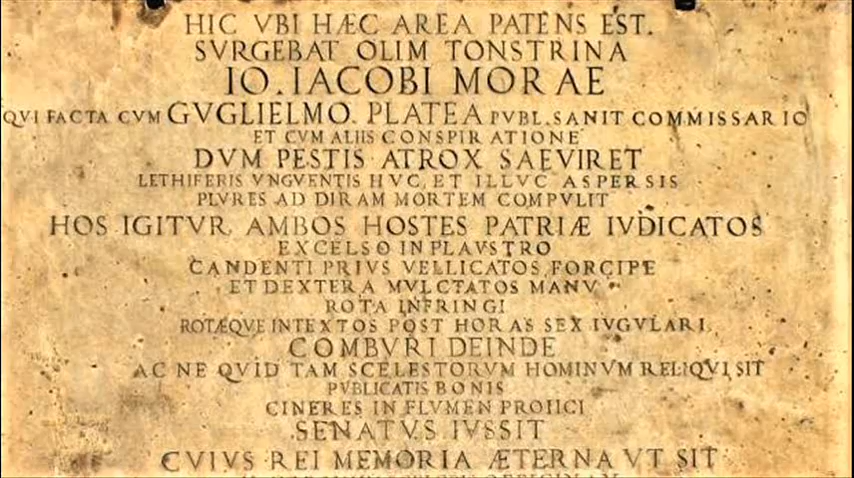 HIC VBI HÆC AREA PATENS EST.
SVRGEBAT OLIM TONSTRINA
IO. IACOBI MORAE
QVI FACTA CVM GVGLIELMO. PLATEA PVBL. SANIT COMMISSARIO
ET CVM ALIIS CONSPIRATIONE
DVM PESTIS ATROX SAEVIRET
LETHIFERIS VNGVENTIS HVC, ET ILLVC ASPERSIS
PLVRES AD DIRAM MORTEM COMPVLIT
HOS IGITVR, AMBOS HOSTES PATRIÆ IVDICATOS
EXCELSO IN PLAVSTRO
CANDENTI PRIVS VELLICATOS FORCIPE
ET DEXTERA MVLCTATOS MANV
ROTA INFRINGI
ROTÆQVE INTEXTOS POST HORAS SEX IVGVLARI
COMBVRI DEINDE
AC NE QVID TAM SCELESTORVM HOMINVM RELIQVI SIT
PVBLICATIS BONIS
CINERES IN FLVMEN PROIICI
SENATVS IVSSIT
CVIVS REI MEMORIA ÆTERNA VT SIT